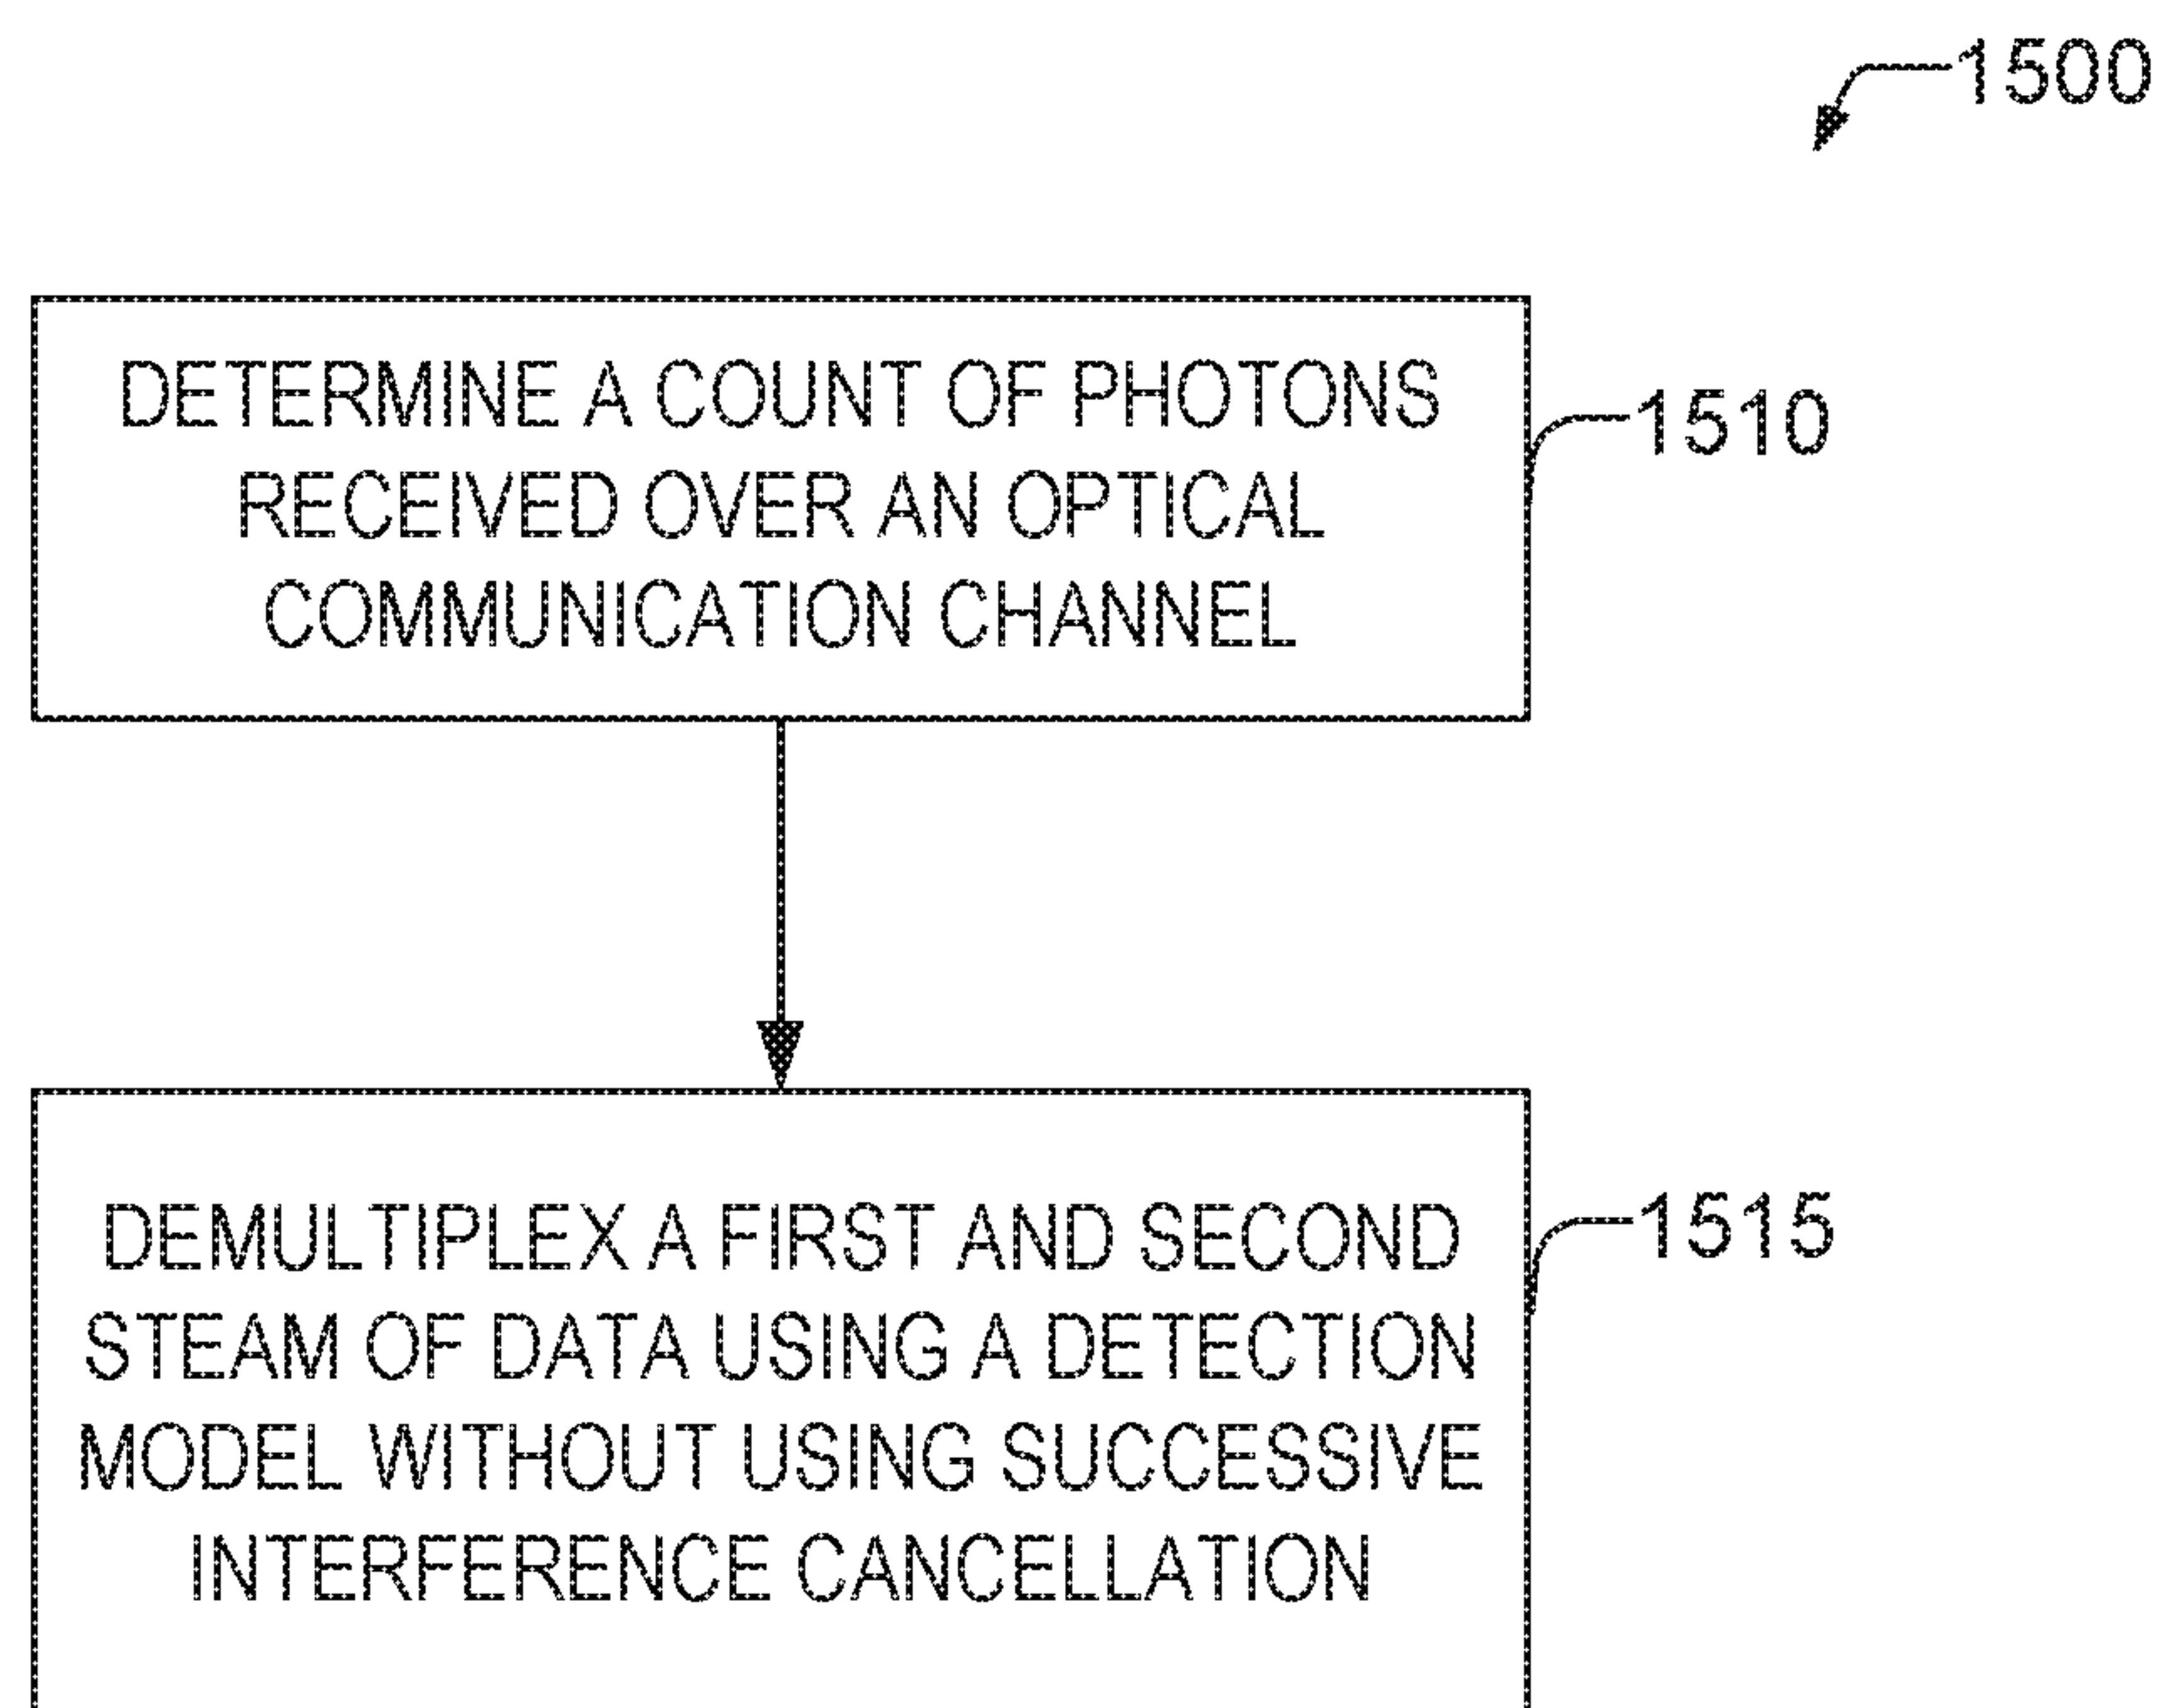 1500
DETERMINE A COUNT OF PHOTONS
RECEIVED OVER AN OPTICAL
COMMUNICATION CHANNEL
1510
DEMULTIPLEX A FIRST AND SECOND
STEAM OF DATA USING A DETECTION
MODEL WITHOUT USING SUCCESSIVE
INTERFERENCE CANCELLATION
1515